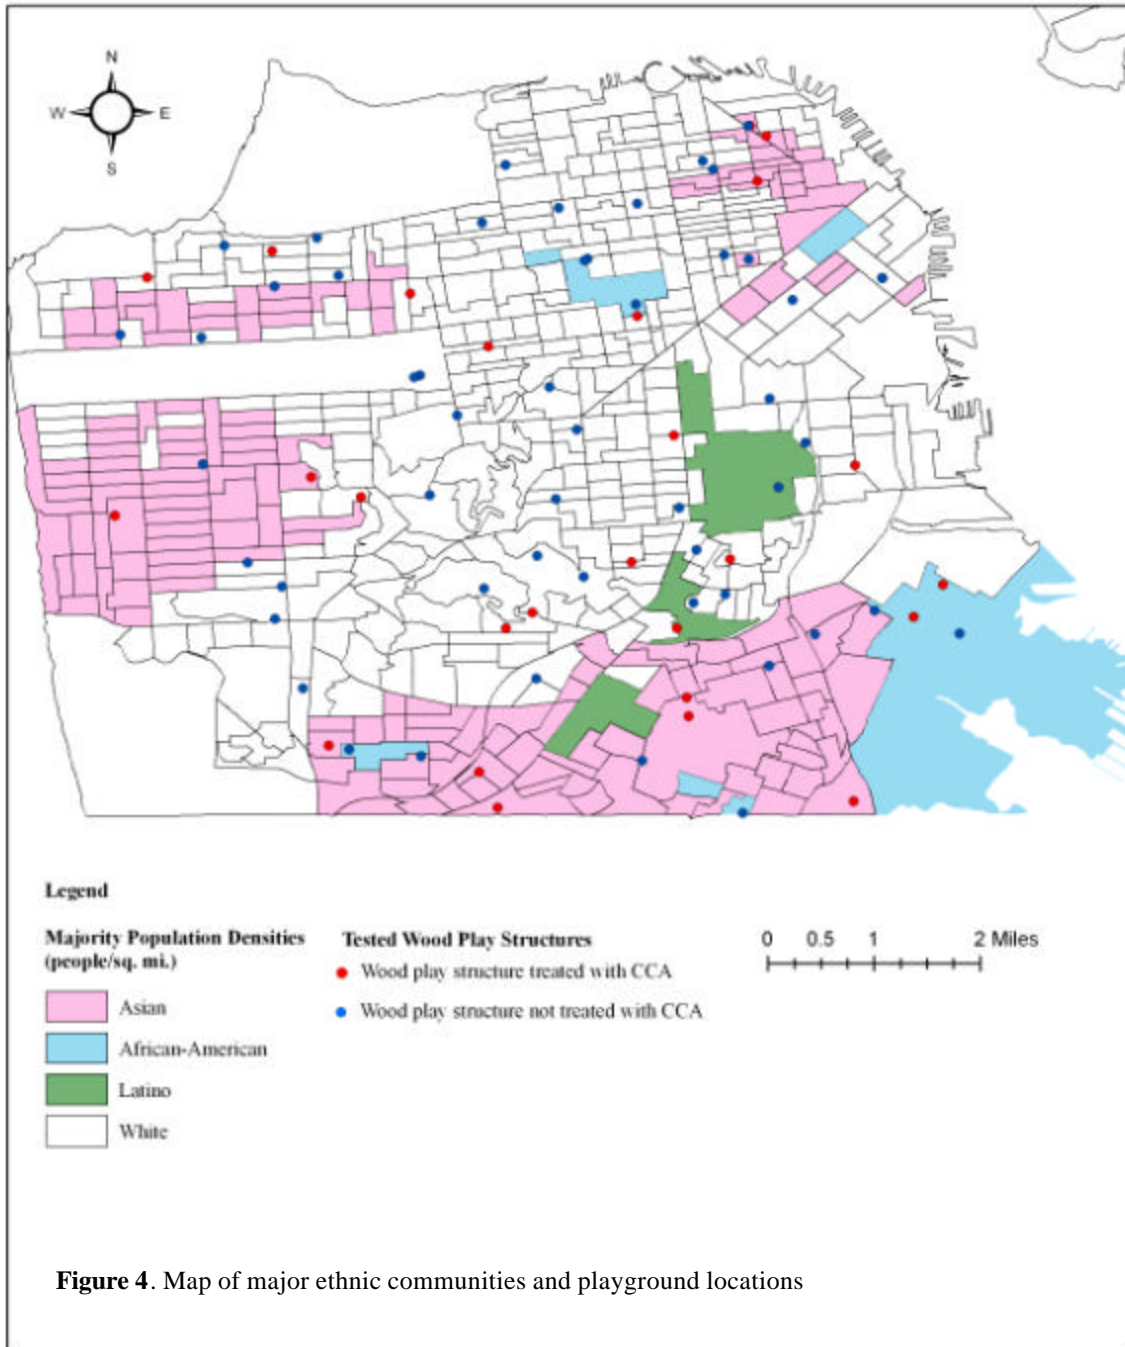 N
W E
S
Legend
Majority Population Densities
(people/sq. mi.)
Asian
African-American
Latino
White
Tested Wood Play Structures
Wood play structure treated with CCA
Wood play structure not treated with CCA
0 0.5 1 2 Miles
Figure 4. Map of major ethnic communities and playground locations